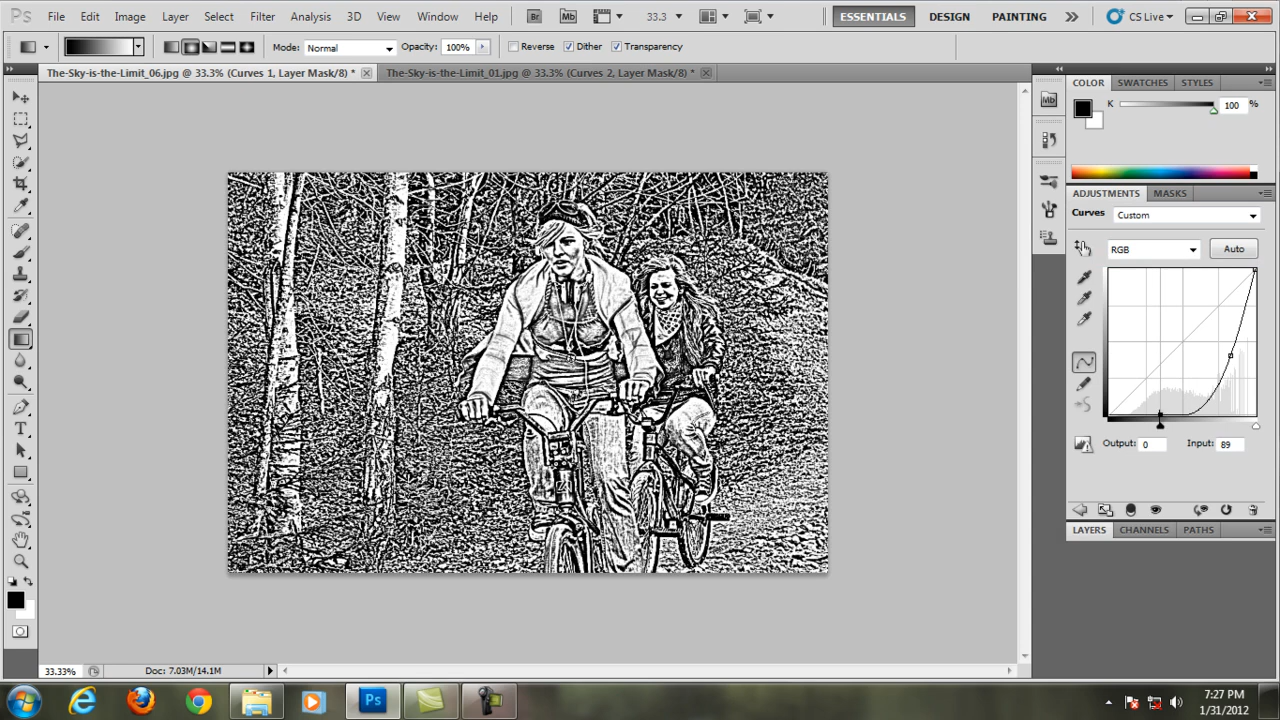 Ps File Edit Image Layer Select Filter Analysis 3D View Window Help Br Mb 33.3 ESSENTIALS DESIGN PAINTING CS Live
Mode: Normal Opacity: 100% Reverse Dither Transparency
The-Sky-is-the-Limit_06.jpg @ 33.3% (Curves 1, Layer Mask/8) * The-Sky-is-the-Limit_01.jpg @ 33.3% (Curves 2, Layer Mask/8) *
COLOR SWATCHES STYLES
Mb
K 100 %
ADJUSTMENTS MASKS
Curves Custom
RGB Auto
Output: 0 Input: 89
LAYERS CHANNELS PATHS
T
33.33% Doc: 7.03M/14.1M
Ps
7:27 PM
1/31/2012